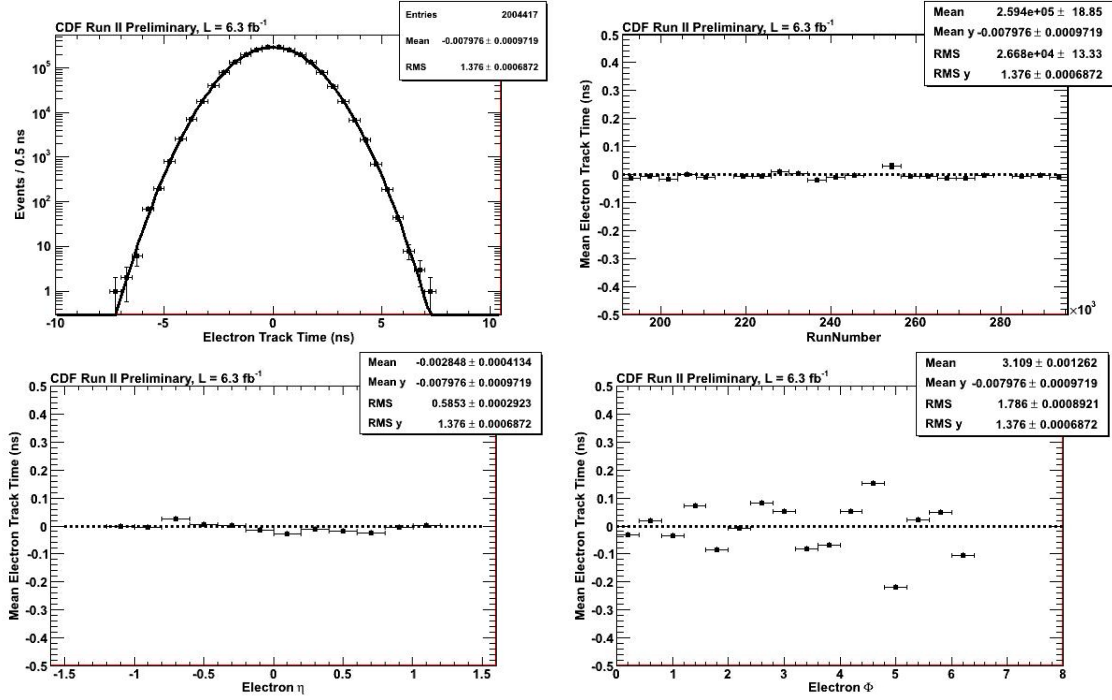 CDF Run II Preliminary, L = 6.3 fb⁻¹
Entries 2004417
Mean -0.007976 ± 0.0009719
RMS 1.376 ± 0.0006872
Events / 0.5 ns
10⁵
10⁴
10³
10²
10
1
-10 -5 0 5 10
Electron Track Time (ns)
CDF Run II Preliminary, L = 6.3 fb⁻¹
Mean 2.594e+05 ± 18.85
Mean y -0.007976 ± 0.0009719
RMS 2.668e+04 ± 13.33
RMS y 1.376 ± 0.0006872
Mean Electron Track Time (ns)
0.5
0.4
0.3
0.2
0.1
0
-0.1
-0.2
-0.3
-0.4
-0.5
200 220 240 260 280
×10³
RunNumber
CDF Run II Preliminary, L = 6.3 fb⁻¹
Mean -0.002848 ± 0.0004134
Mean y -0.007976 ± 0.0009719
RMS 0.5853 ± 0.0002923
RMS y 1.376 ± 0.0006872
Mean Electron Track Time (ns)
0.5
0.4
0.3
0.2
0.1
0
-0.1
-0.2
-0.3
-0.4
-0.5
-1.5 -1 -0.5 0 0.5 1 1.5
Electron η
CDF Run II Preliminary, L = 6.3 fb⁻¹
Mean 3.109 ± 0.001262
Mean y -0.007976 ± 0.0009719
RMS 1.786 ± 0.0008921
RMS y 1.376 ± 0.0006872
Mean Electron Track Time (ns)
0.5
0.4
0.3
0.2
0.1
0
-0.1
-0.2
-0.3
-0.4
-0.5
0 1 2 3 4 5 6 7 8
Electron Φ